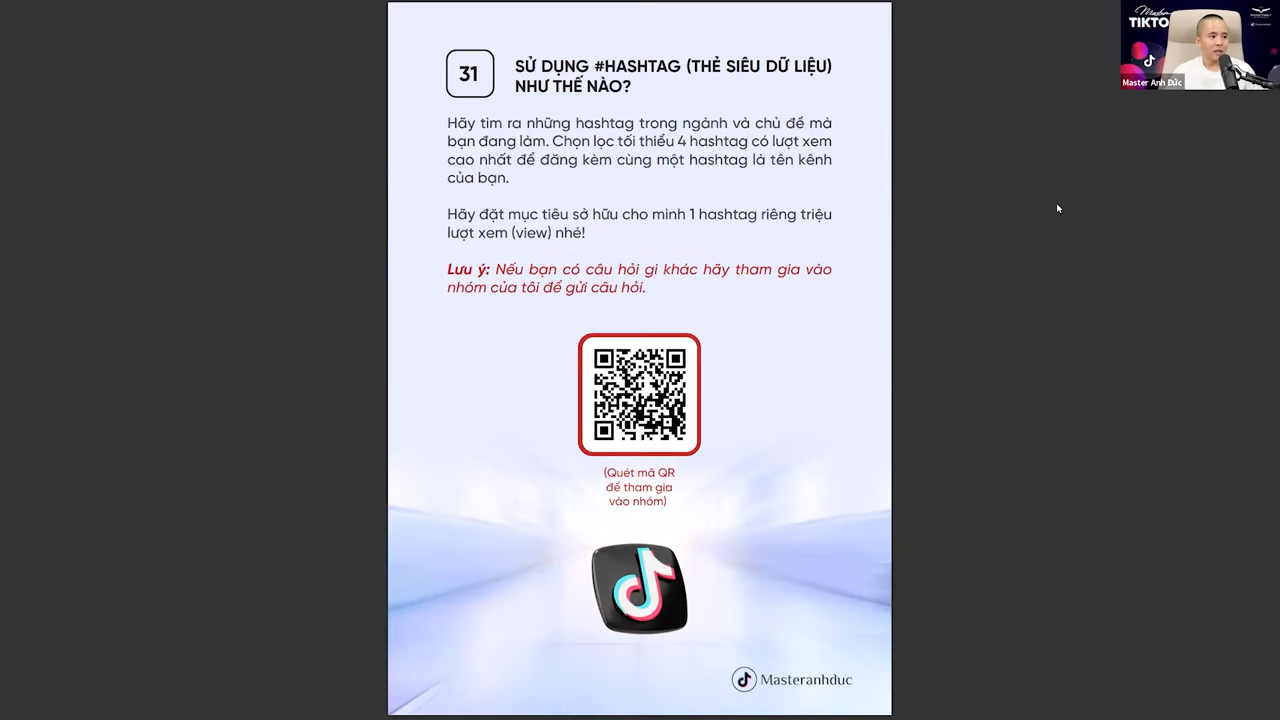 31
SỬ DỤNG #HASHTAG (THẺ SIÊU DỮ LIỆU)
NHƯ THẾ NÀO?
Hãy tìm ra những hashtag trong ngành và chủ đề mà
bạn đang làm. Chọn lọc tối thiểu 4 hashtag có lượt xem
cao nhất để đăng kèm cùng một hashtag là tên kênh
của bạn.
Hãy đặt mục tiêu sở hữu cho mình 1 hashtag riêng triệu
lượt xem (view) nhé!
Lưu ý: Nếu bạn có câu hỏi gì khác hãy tham gia vào
nhóm của tôi để gửi câu hỏi.
(Quét mã QR
để tham gia
vào nhóm)
Masteranhduc
Master
TIKTO
Master Anh Đức